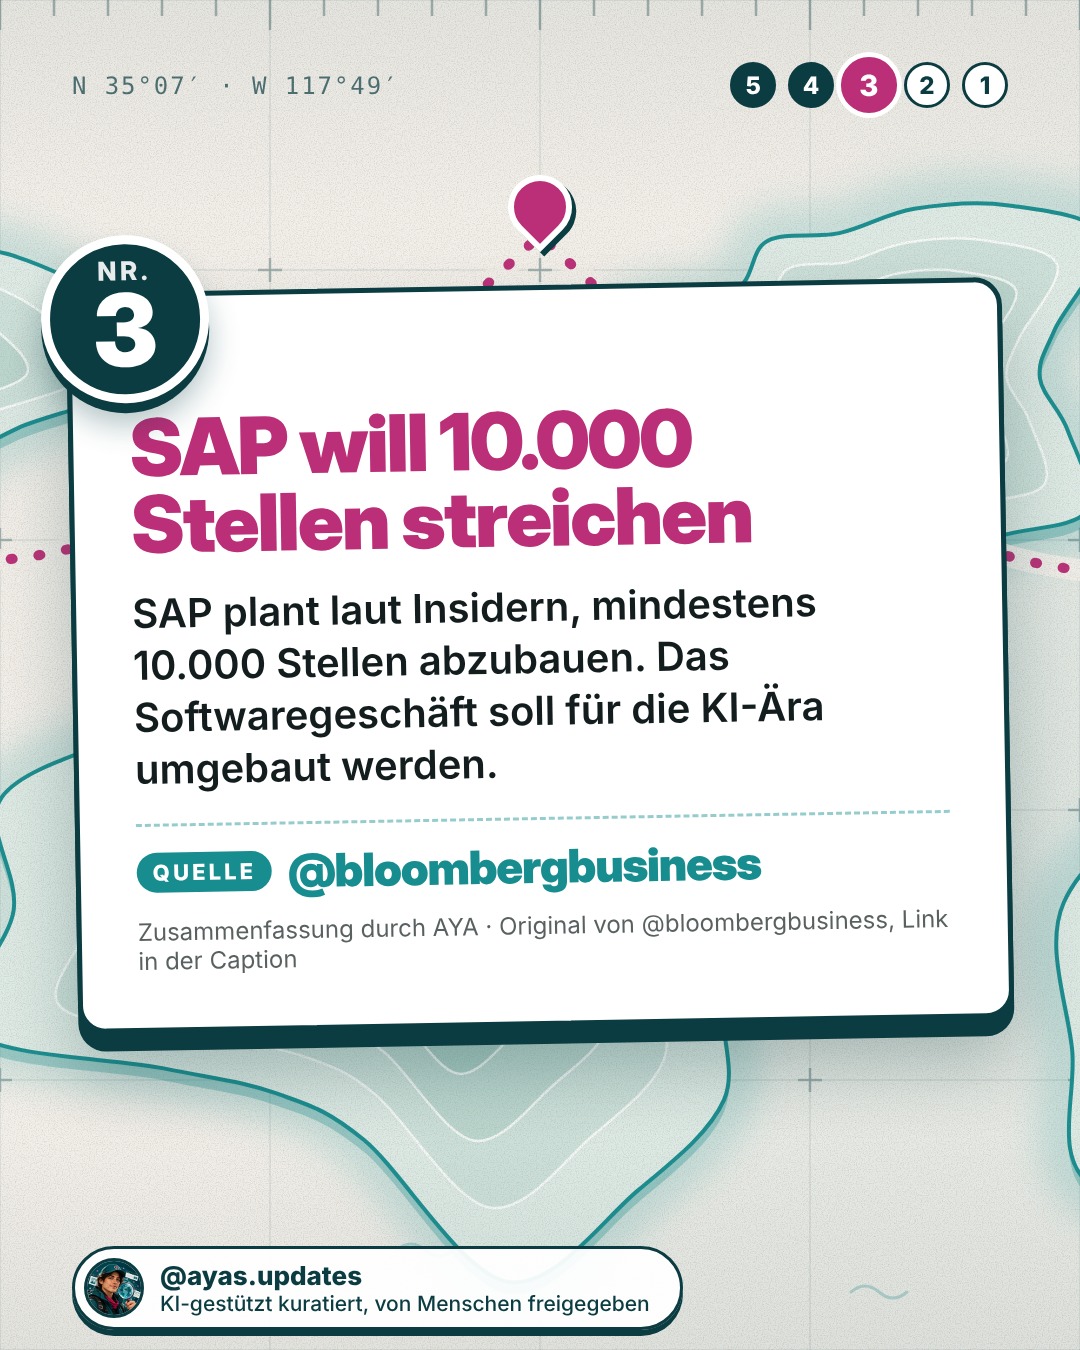 N 35°07′ · W 117°49′
5 4 3 2 1
NR.
3
SAP will 10.000
Stellen streichen
SAP plant laut Insidern, mindestens
10.000 Stellen abzubauen. Das
Softwaregeschäft soll für die KI-Ära
umgebaut werden.
QUELLE @bloombergbusiness
Zusammenfassung durch AYA · Original von @bloombergbusiness, Link
in der Caption
@ayas.updates
KI-gestützt kuratiert, von Menschen freigegeben